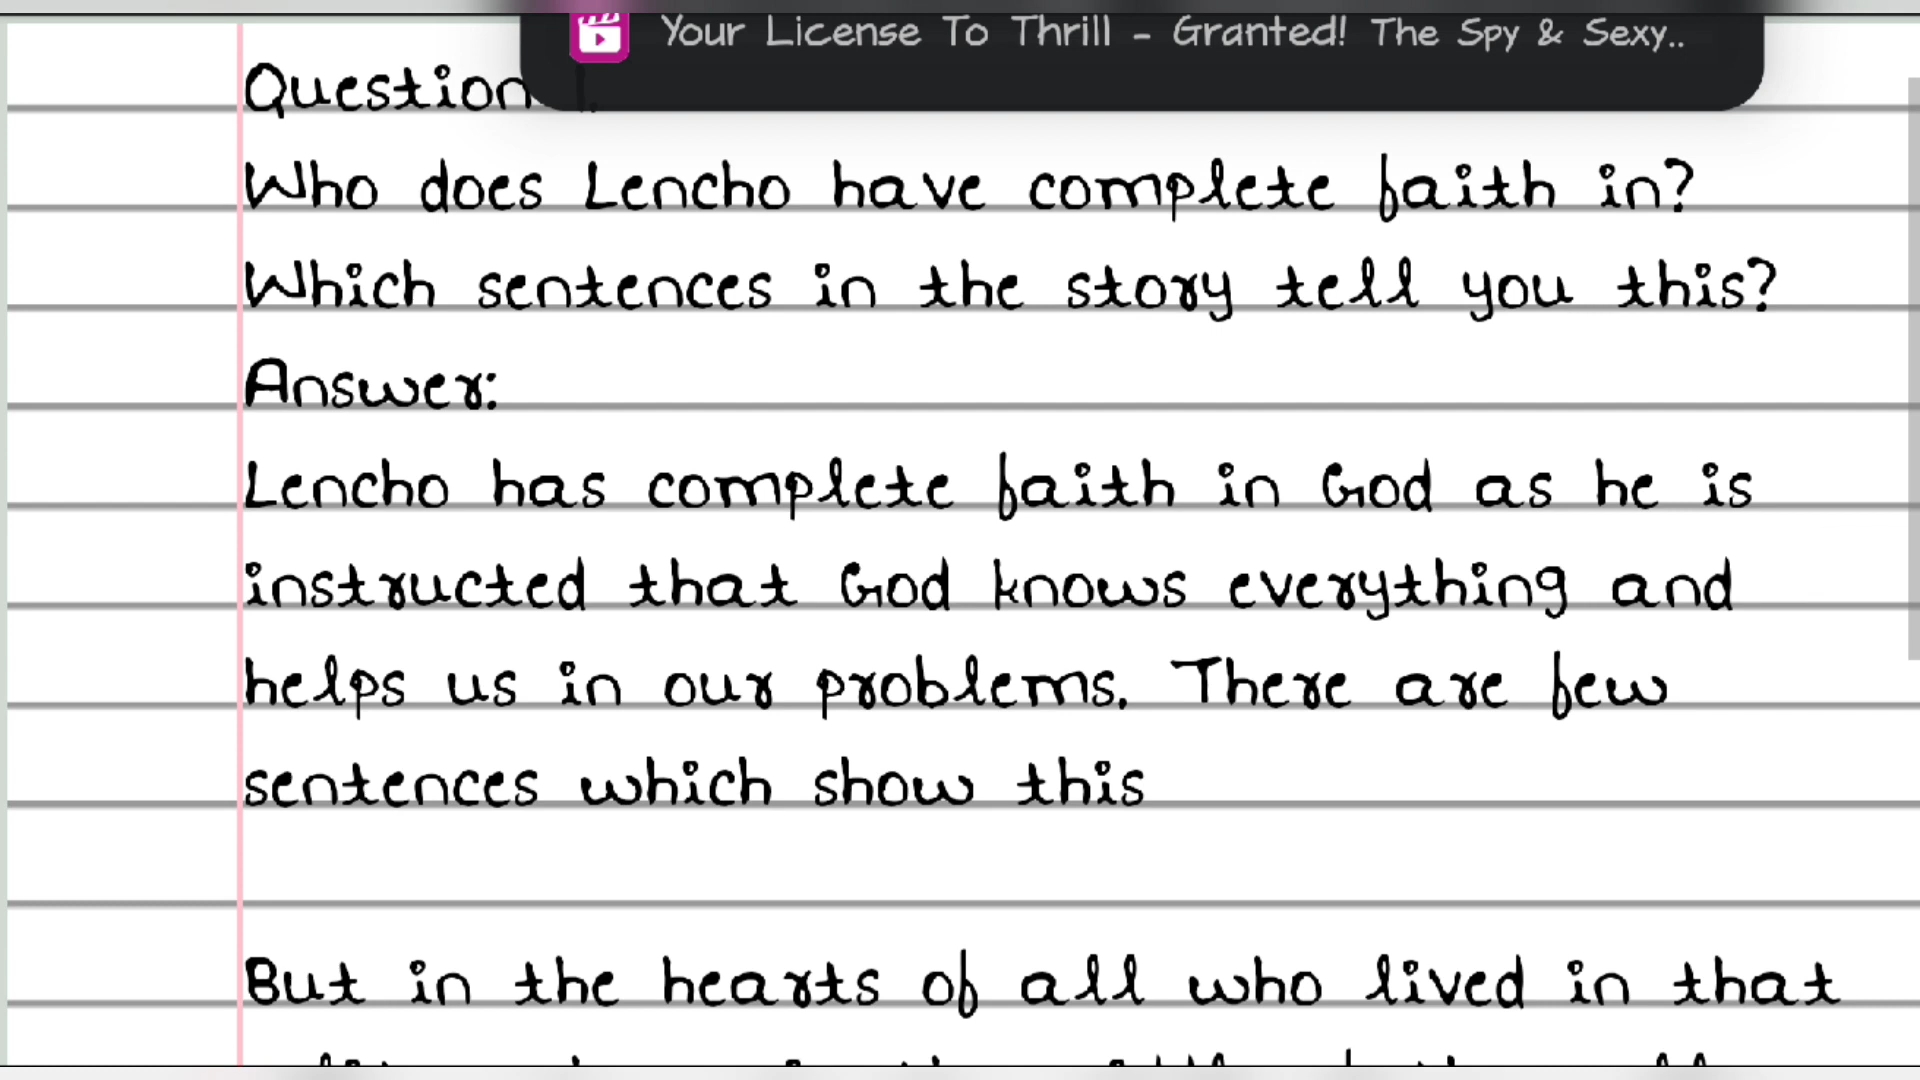 Your License To Thrill - Granted! The Spy & Sexy..
Question 1.
Who does Lencho have complete faith in?
Which sentences in the story tell you this?
Answer:
Lencho has complete faith in God as he is
instructed that God knows everything and
helps us in our problems. There are few
sentences which show this
But in the hearts of all who lived in that